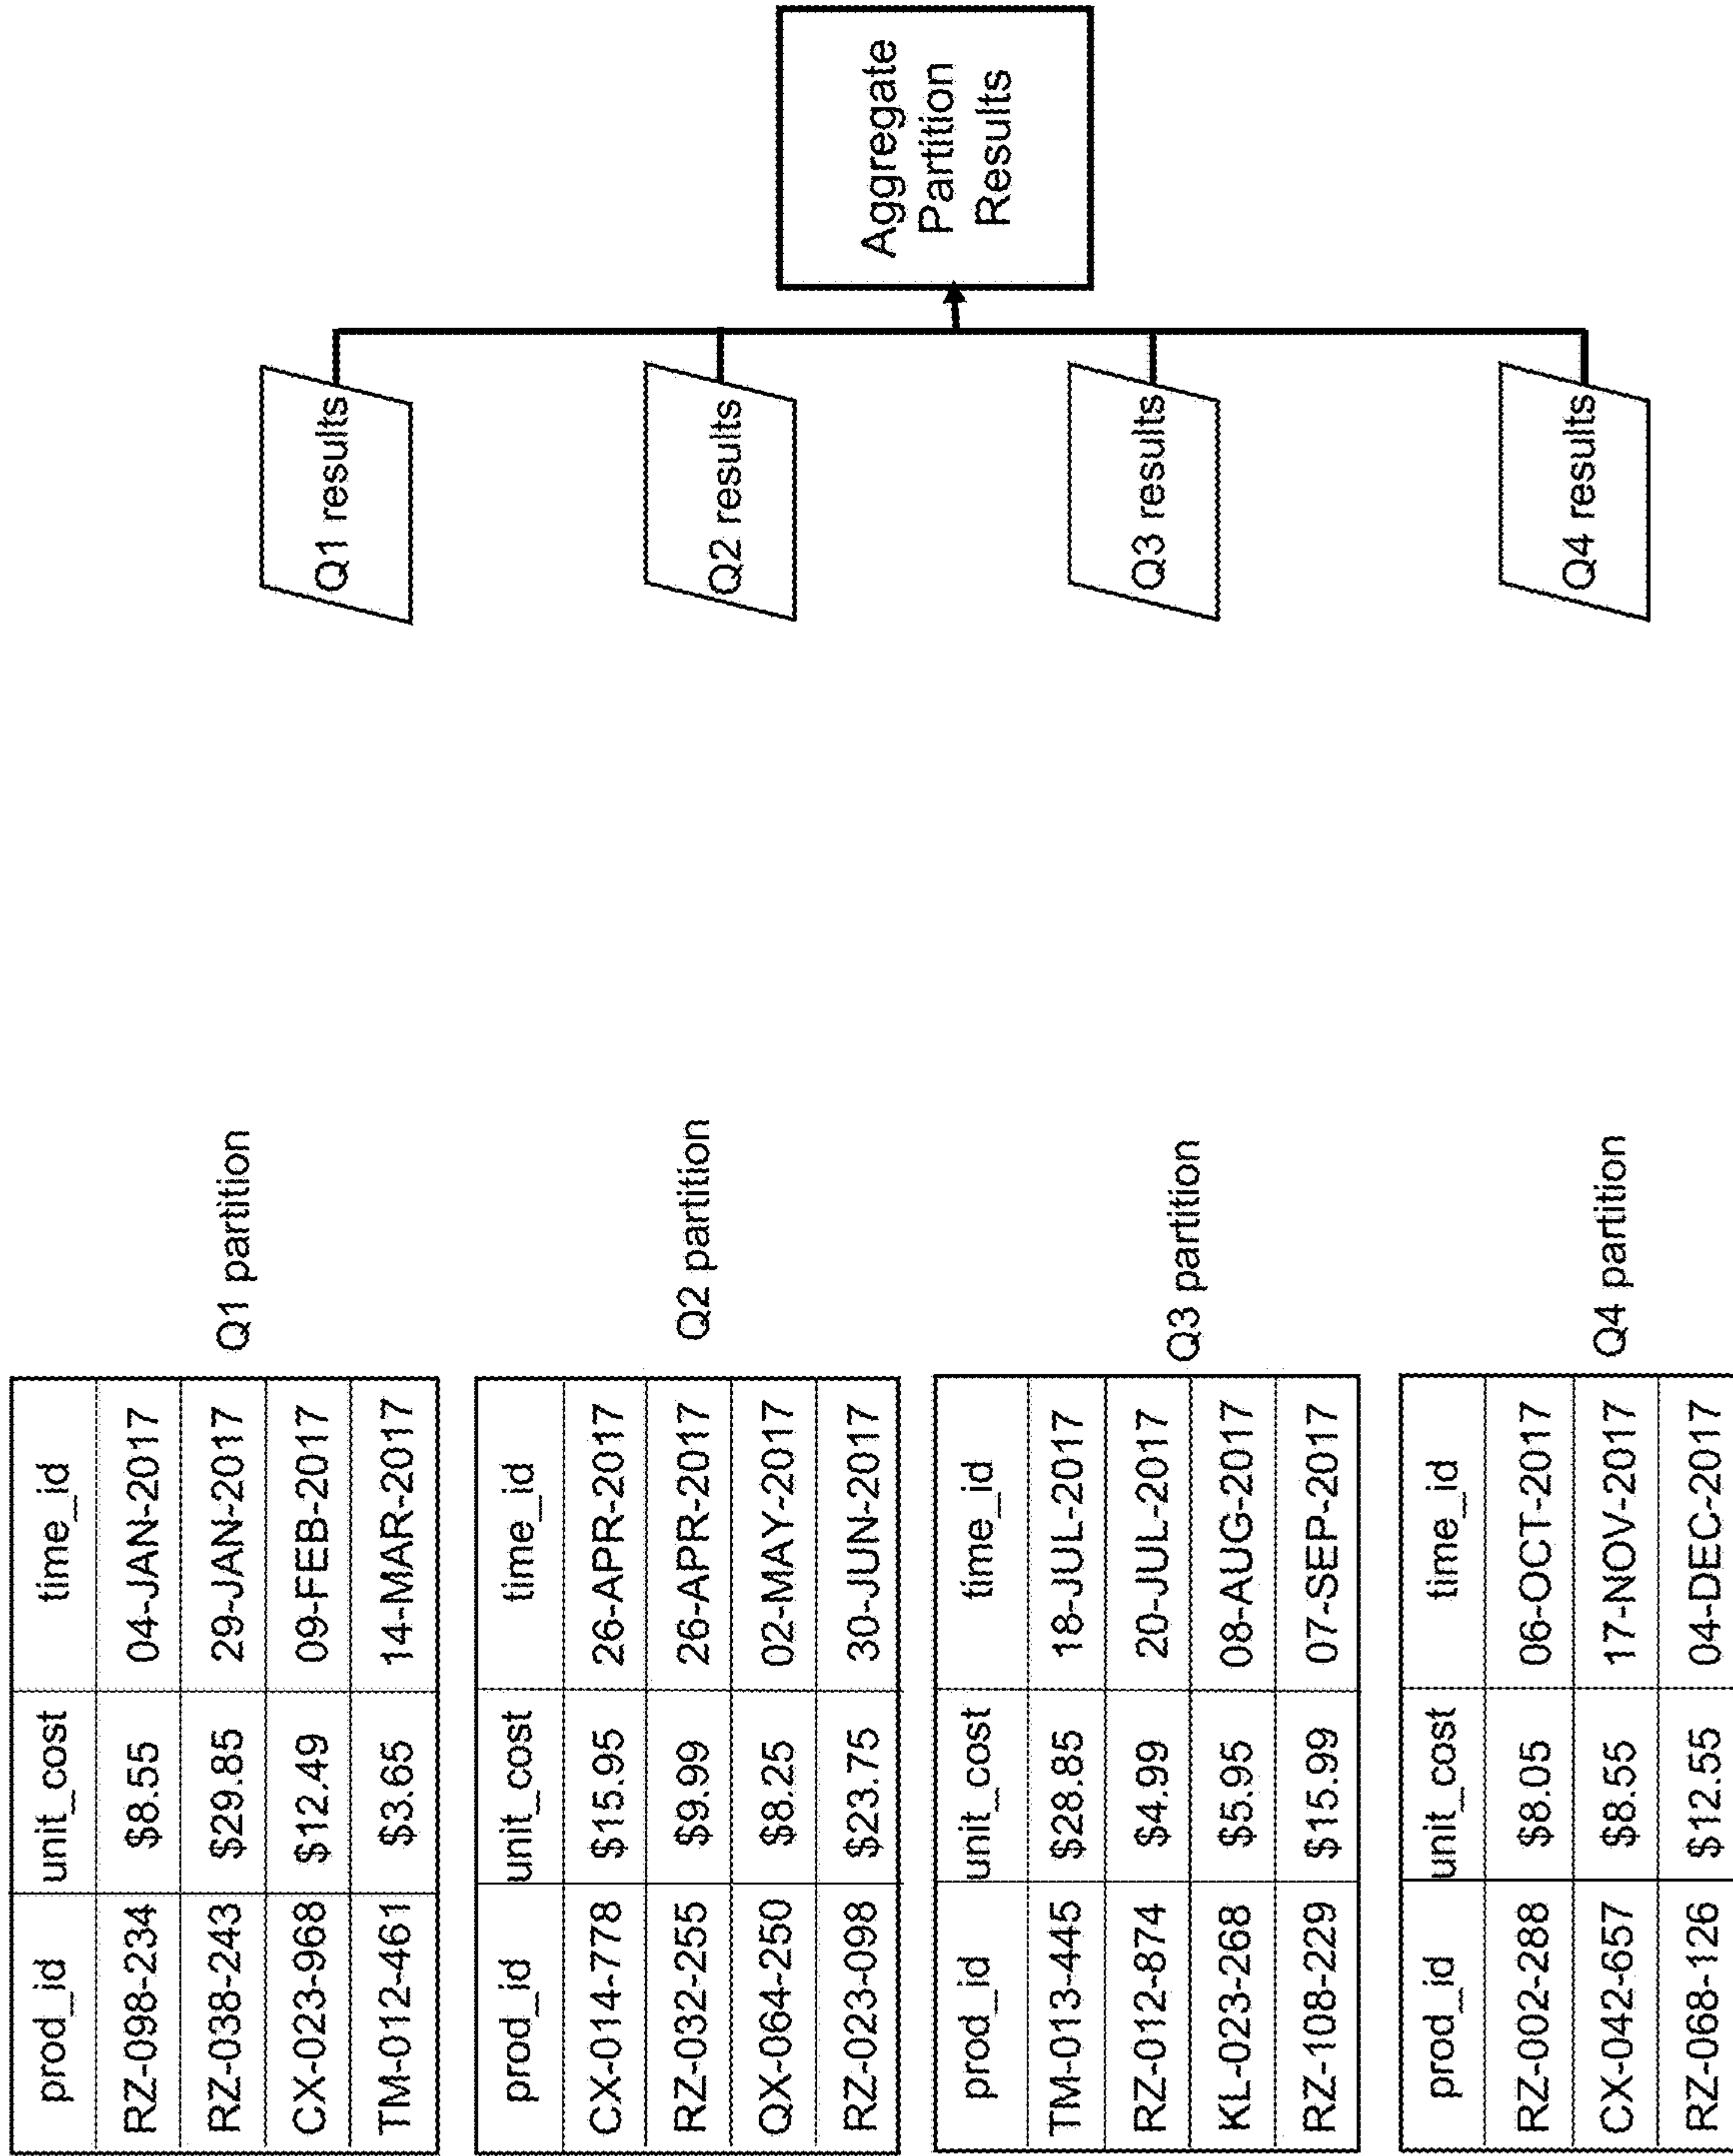 prod_id unit_cost time_id
RZ-098-234 $8.55 04-JAN-2017
RZ-038-243 $29.85 29-JAN-2017
CX-023-968 $12.49 09-FEB-2017
TM-012-461 $3.65 14-MAR-2017
Q1 partition
prod_id unit_cost time_id
CX-014-778 $15.95 26-APR-2017
RZ-032-255 $9.99 26-APR-2017
QX-064-250 $8.25 02-MAY-2017
RZ-023-098 $23.75 30-JUN-2017
Q2 partition
prod_id unit_cost time_id
TM-013-445 $28.85 18-JUL-2017
RZ-012-874 $4.99 20-JUL-2017
KL-023-268 $5.95 08-AUG-2017
RZ-108-229 $15.99 07-SEP-2017
Q3 partition
prod_id unit_cost time_id
RZ-002-288 $8.05 06-OCT-2017
CX-042-657 $8.55 17-NOV-2017
RZ-068-126 $12.55 04-DEC-2017
Q4 partition
Q1 results
Q2 results
Q3 results
Q4 results
Aggregate
Partition
Results